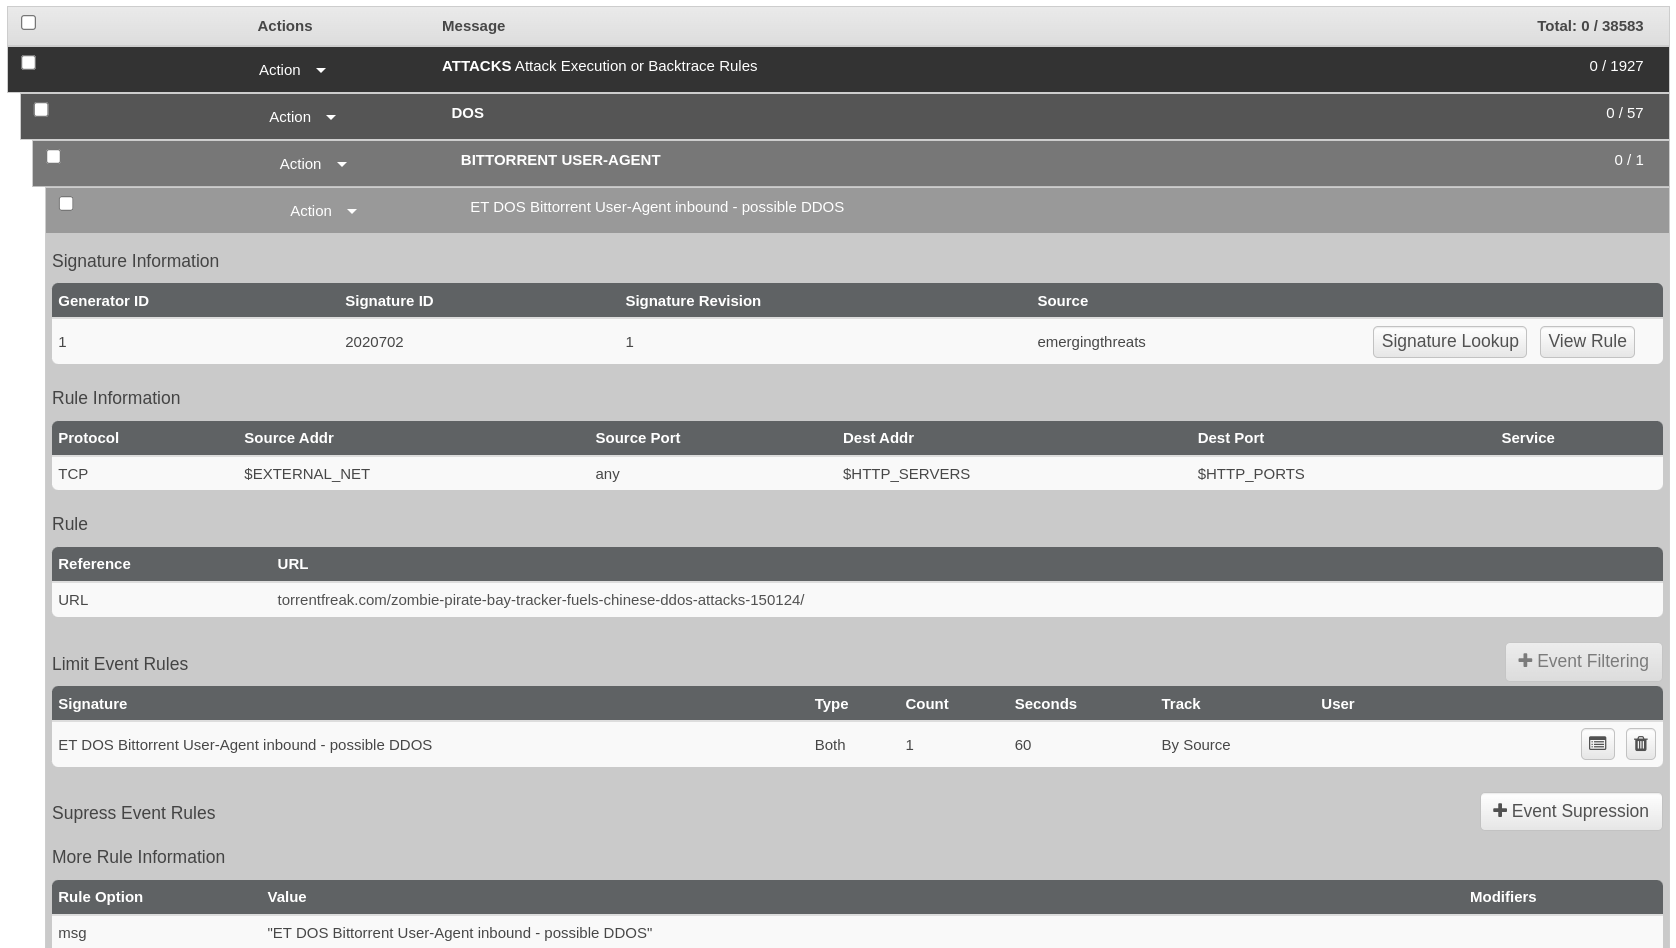 Actions Message Total: 0 / 38583
Action ATTACKS Attack Execution or Backtrace Rules 0 / 1927
Action DOS 0 / 57
Action BITTORRENT USER-AGENT 0 / 1
Action ET DOS Bittorrent User-Agent inbound - possible DDOS
Signature Information
Generator ID Signature ID Signature Revision Source
1 2020702 1 emergingthreats Signature Lookup View Rule
Rule Information
Protocol Source Addr Source Port Dest Addr Dest Port Service
TCP $EXTERNAL_NET any $HTTP_SERVERS $HTTP_PORTS
Rule
Reference URL
URL torrentfreak.com/zombie-pirate-bay-tracker-fuels-chinese-ddos-attacks-150124/
Limit Event Rules Event Filtering
Signature Type Count Seconds Track User
ET DOS Bittorrent User-Agent inbound - possible DDOS Both 1 60 By Source
Supress Event Rules Event Supression
More Rule Information
Rule Option Value Modifiers
msg "ET DOS Bittorrent User-Agent inbound - possible DDOS"